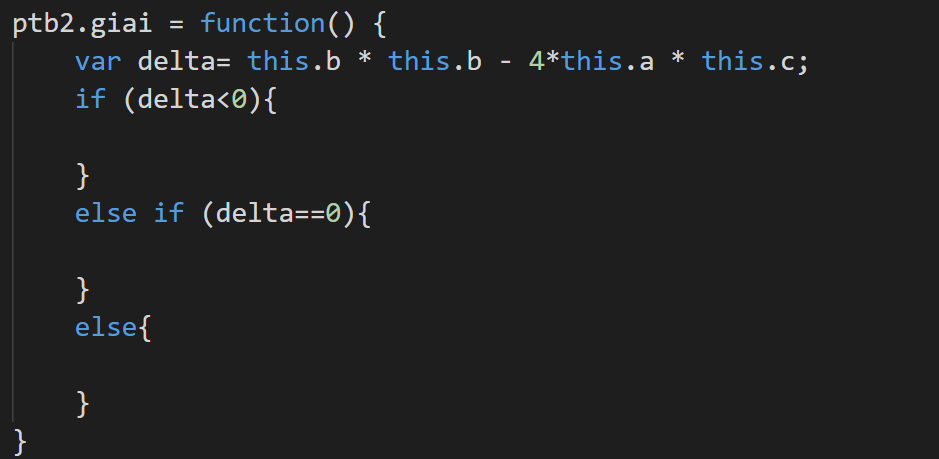 ptb2.giai = function() {
var delta= this.b * this.b - 4*this.a * this.c;
if (delta<0){
}
else if (delta==0){
}
else{
}
}